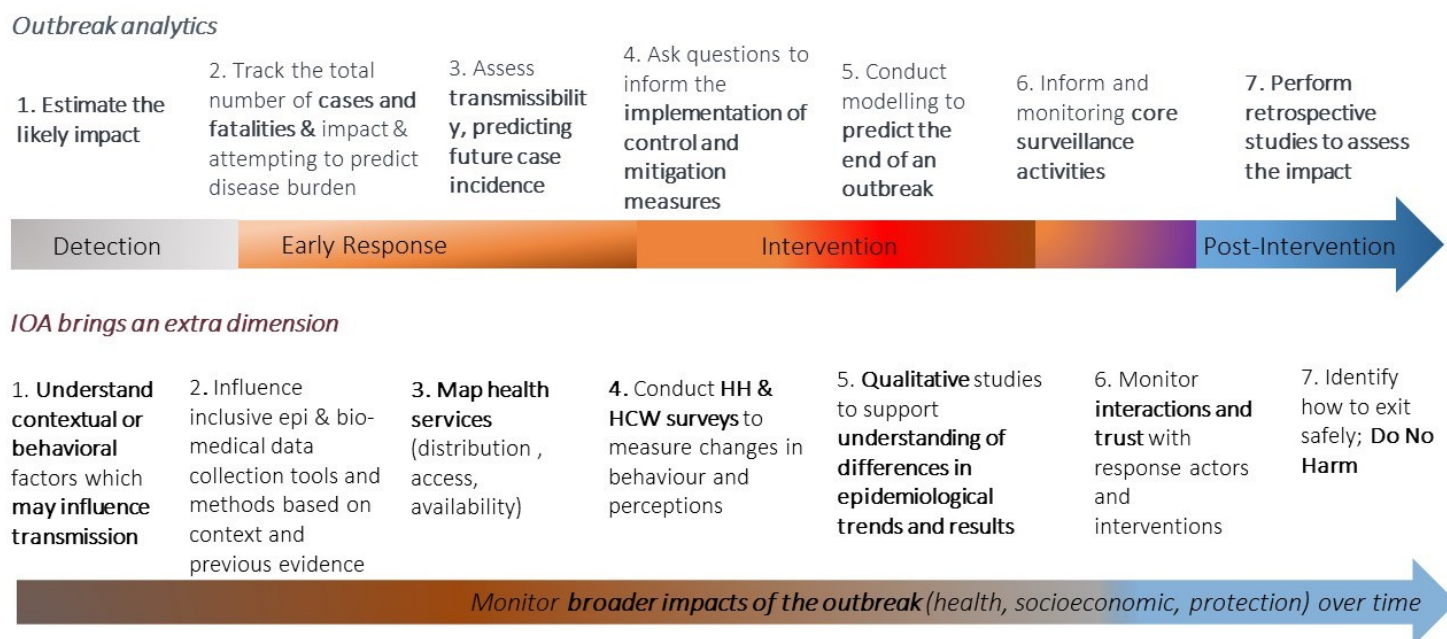 Outbreak analytics
1. Estimate the
likely impact
2. Track the total
number of cases and
fatalities & impact &
attempting to predict
disease burden
3. Assess
transmissibilit
y, predicting
future case
incidence
4. Ask questions to
inform the
implementation of
control and
mitigation
measures
5. Conduct
modelling to
predict the
end of an
outbreak
6. Inform and
monitoring core
surveillance
activities
7. Perform
retrospective
studies to assess
the impact
Detection
Early Response
Intervention
Post-Intervention
IOA brings an extra dimension
1. Understand
contextual or
behavioral
factors which
may influence
transmission
2. Influence
inclusive epi & bio-
medical data
collection tools and
methods based on
context and
previous evidence
3. Map health
services
(distribution ,
access,
availability)
4. Conduct HH &
HCW surveys to
measure changes in
behaviour and
perceptions
5. Qualitative studies
to support
understanding of
differences in
epidemiological
trends and results
6. Monitor
interactions and
trust with
response actors
and
interventions
7. Identify
how to exit
safely; Do No
Harm
Monitor broader impacts of the outbreak (health, socioeconomic, protection) over time